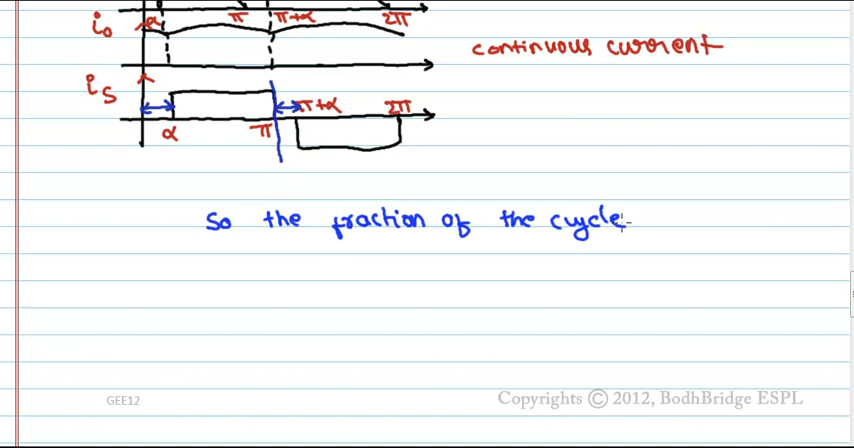 α π π+α 2π
i₀
continuous current
iₛ
π+α 2π
α π
So the fraction of the cycle
GEE12
Copyrights © 2012, BodhBridge ESPL